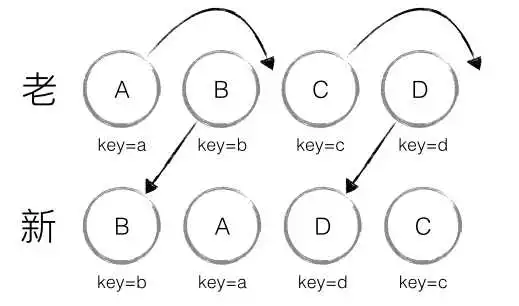 老 A B C D
key=a key=b key=c key=d
新 B A D C
key=b key=a key=d key=c